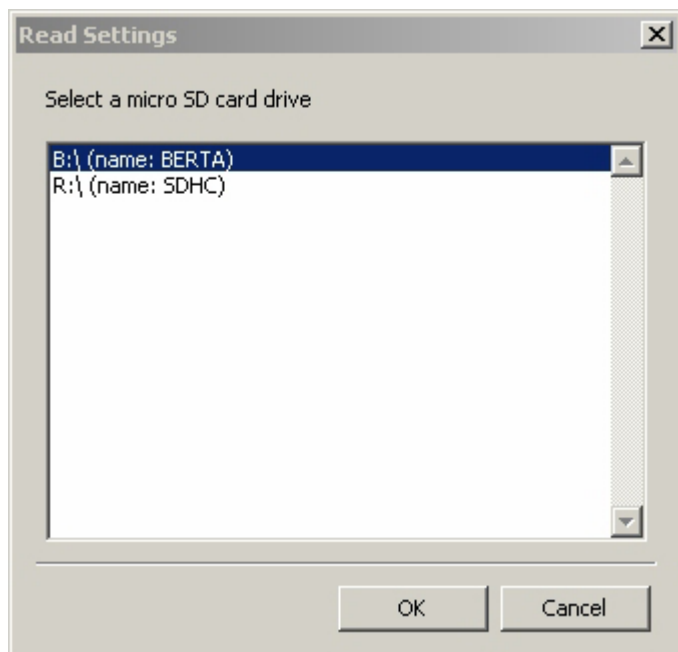 Read Settings
Select a micro SD card drive
B:\ (name: BERTA)
R:\ (name: SDHC)
OK Cancel